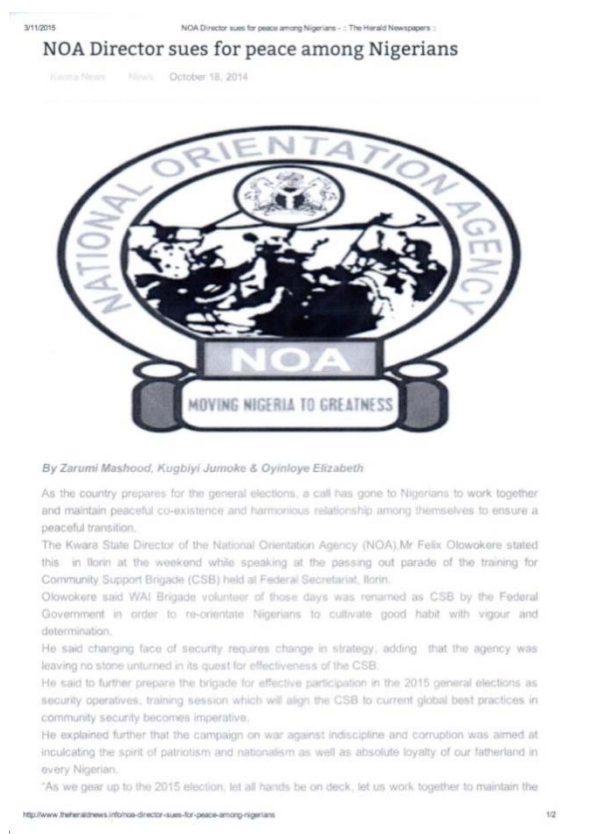 3/11/2015 NOA Director sues for peace among Nigerians - :: The Herald Newspapers ::
NOA Director sues for peace among Nigerians
Kwara News News October 18, 2014
NATIONAL ORIENTATION AGENCY
NOA
MOVING NIGERIA TO GREATNESS
By Zarumi Mashood, Kugbiyi Jumoke & Oyinloye Elizabeth
As the country prepares for the general elections, a call has gone to Nigerians to work together
and maintain peaceful co-existence and harmonious relationship among themselves to ensure a
peaceful transition.
The Kwara State Director of the National Orientation Agency (NOA),Mr Felix Olowokere stated
this in Ilorin at the weekend while speaking at the passing out parade of the training for
Community Support Brigade (CSB) held at Federal Secretariat, Ilorin.
Olowokere said WAI Brigade volunteer of those days was renamed as CSB by the Federal
Government in order to re-orientate Nigerians to cultivate good habit with vigour and
determination.
He said changing face of security requires change in strategy, adding that the agency was
leaving no stone unturned in its quest for effectiveness of the CSB.
He said to further prepare the brigade for effective participation in the 2015 general elections as
security operatives, training session which will align the CSB to current global best practices in
community security becomes imperative.
He explained further that the campaign on war against indiscipline and corruption was aimed at
inculcating the spirit of patriotism and nationalism as well as absolute loyalty of our fatherland in
every Nigerian.
"As we gear up to the 2015 election, let all hands be on deck, let us work together to maintain the
http://www.theheraldnews.info/noa-director-sues-for-peace-among-nigerians 1/2